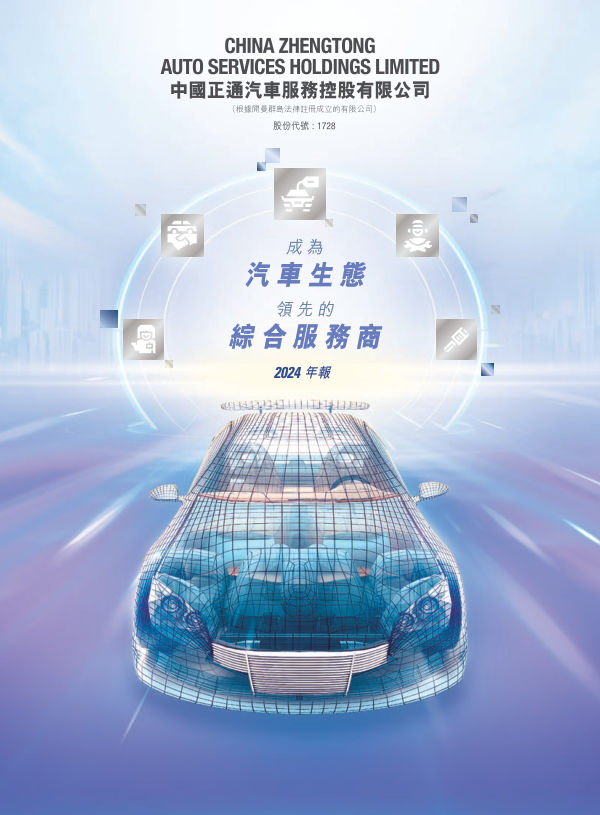 CHINA ZHENGTONG
AUTO SERVICES HOLDINGS LIMITED
中國正通汽車服務控股有限公司
（根據開曼群島法律註冊成立的有限公司）
股份代號 : 1728
成為
汽車生態
領先的
綜合服務商
2024 年報